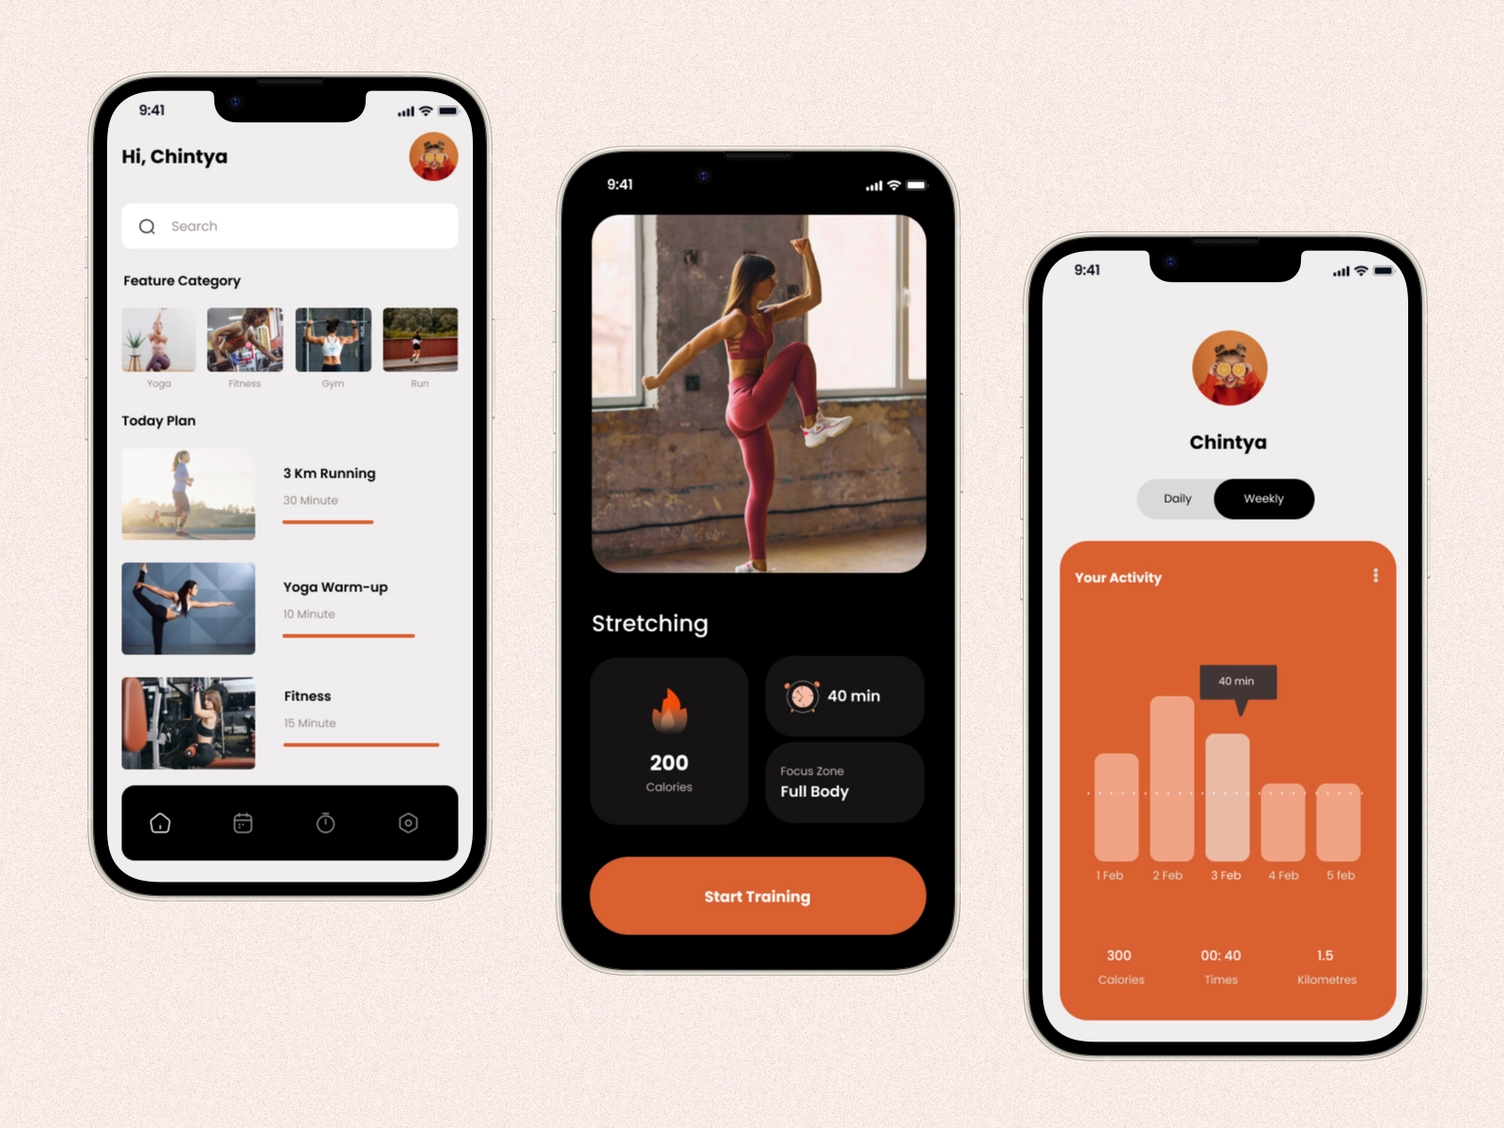 9:41
Hi, Chintya
Search
Feature Category
Yoga
Fitness
Gym
Run
Today Plan
3 Km Running
30 Minute
Yoga Warm-up
10 Minute
Fitness
15 Minute
9:41
Stretching
200
Calories
40 min
Focus Zone
Full Body
Start Training
9:41
Chintya
Daily
Weekly
Your Activity
40 min
1 Feb
2 Feb
3 Feb
4 Feb
5 feb
300
Calories
00: 40
Times
1.5
Kilometres